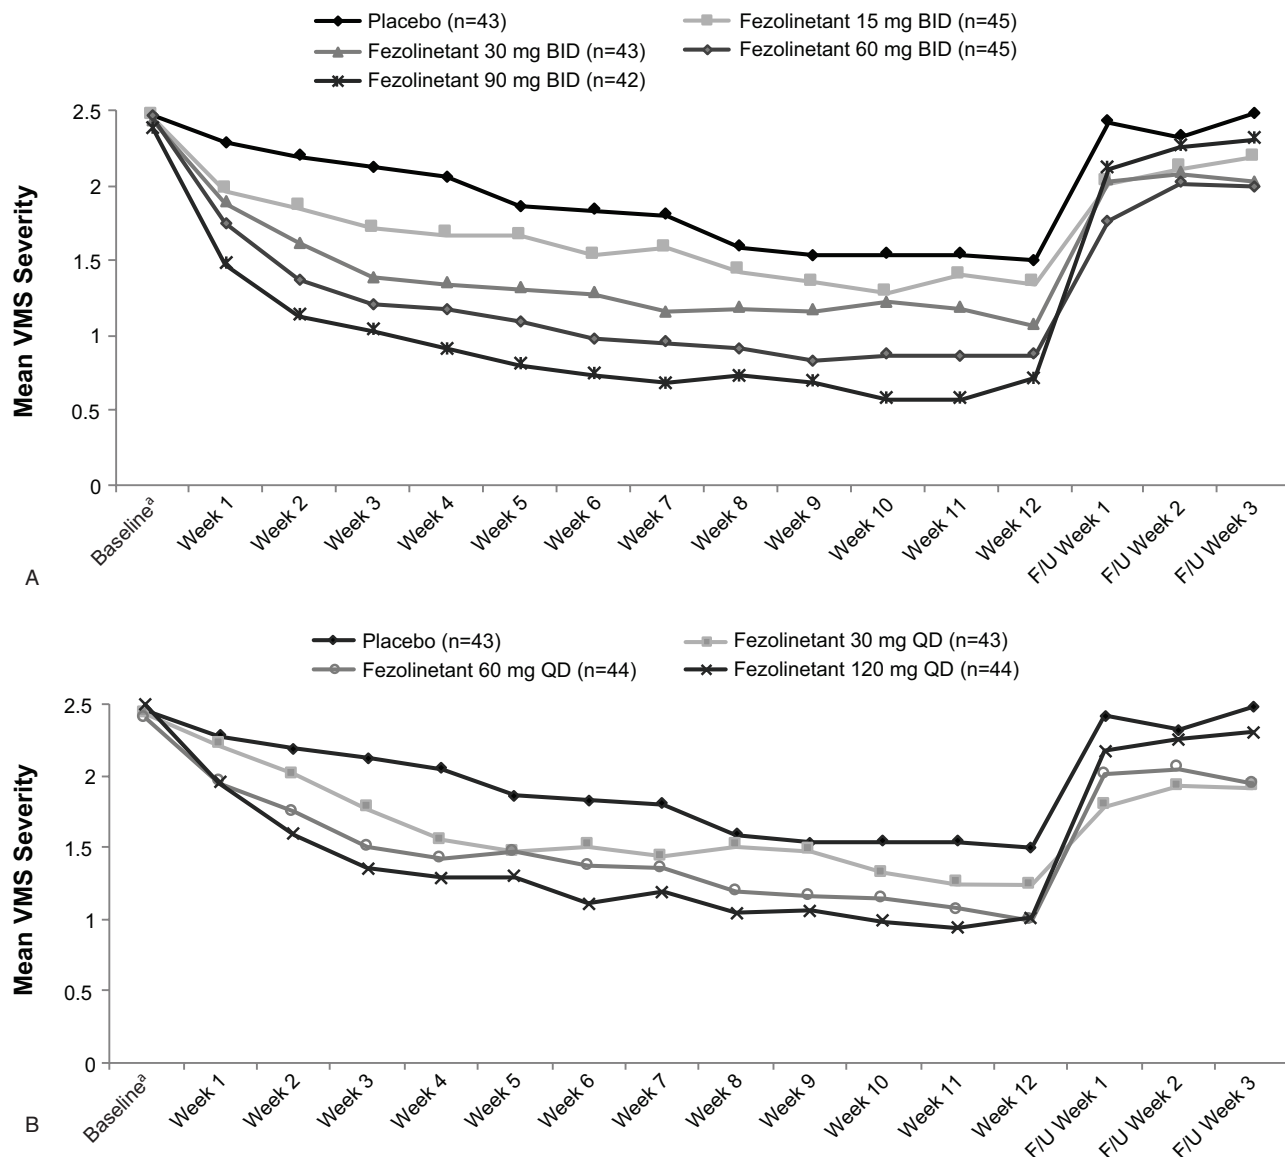 Placebo (n=43)
Fezolinetant 15 mg BID (n=45)
Fezolinetant 30 mg BID (n=43)
Fezolinetant 60 mg BID (n=45)
Fezolinetant 90 mg BID (n=42)
Mean VMS Severity
2.5
2
1.5
1
0.5
0
Baselineᵃ
Week 1
Week 2
Week 3
Week 4
Week 5
Week 6
Week 7
Week 8
Week 9
Week 10
Week 11
Week 12
F/U Week 1
F/U Week 2
F/U Week 3
A
Placebo (n=43)
Fezolinetant 30 mg QD (n=43)
Fezolinetant 60 mg QD (n=44)
Fezolinetant 120 mg QD (n=44)
Mean VMS Severity
2.5
2
1.5
1
0.5
0
Baselineᵃ
Week 1
Week 2
Week 3
Week 4
Week 5
Week 6
Week 7
Week 8
Week 9
Week 10
Week 11
Week 12
F/U Week 1
F/U Week 2
F/U Week 3
B